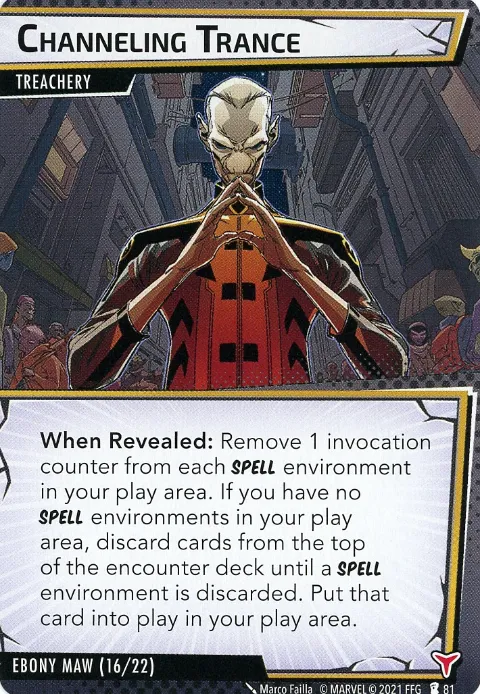 CHANNELING TRANCE
TREACHERY
When Revealed: Remove 1 invocation
counter from each SPELL environment
in your play area. If you have no
SPELL environments in your play
area, discard cards from the top
of the encounter deck until a SPELL
environment is discarded. Put that
card into play in your play area.
EBONY MAW (16/22)
Marco Failla © MARVEL © 2021 FFG 81